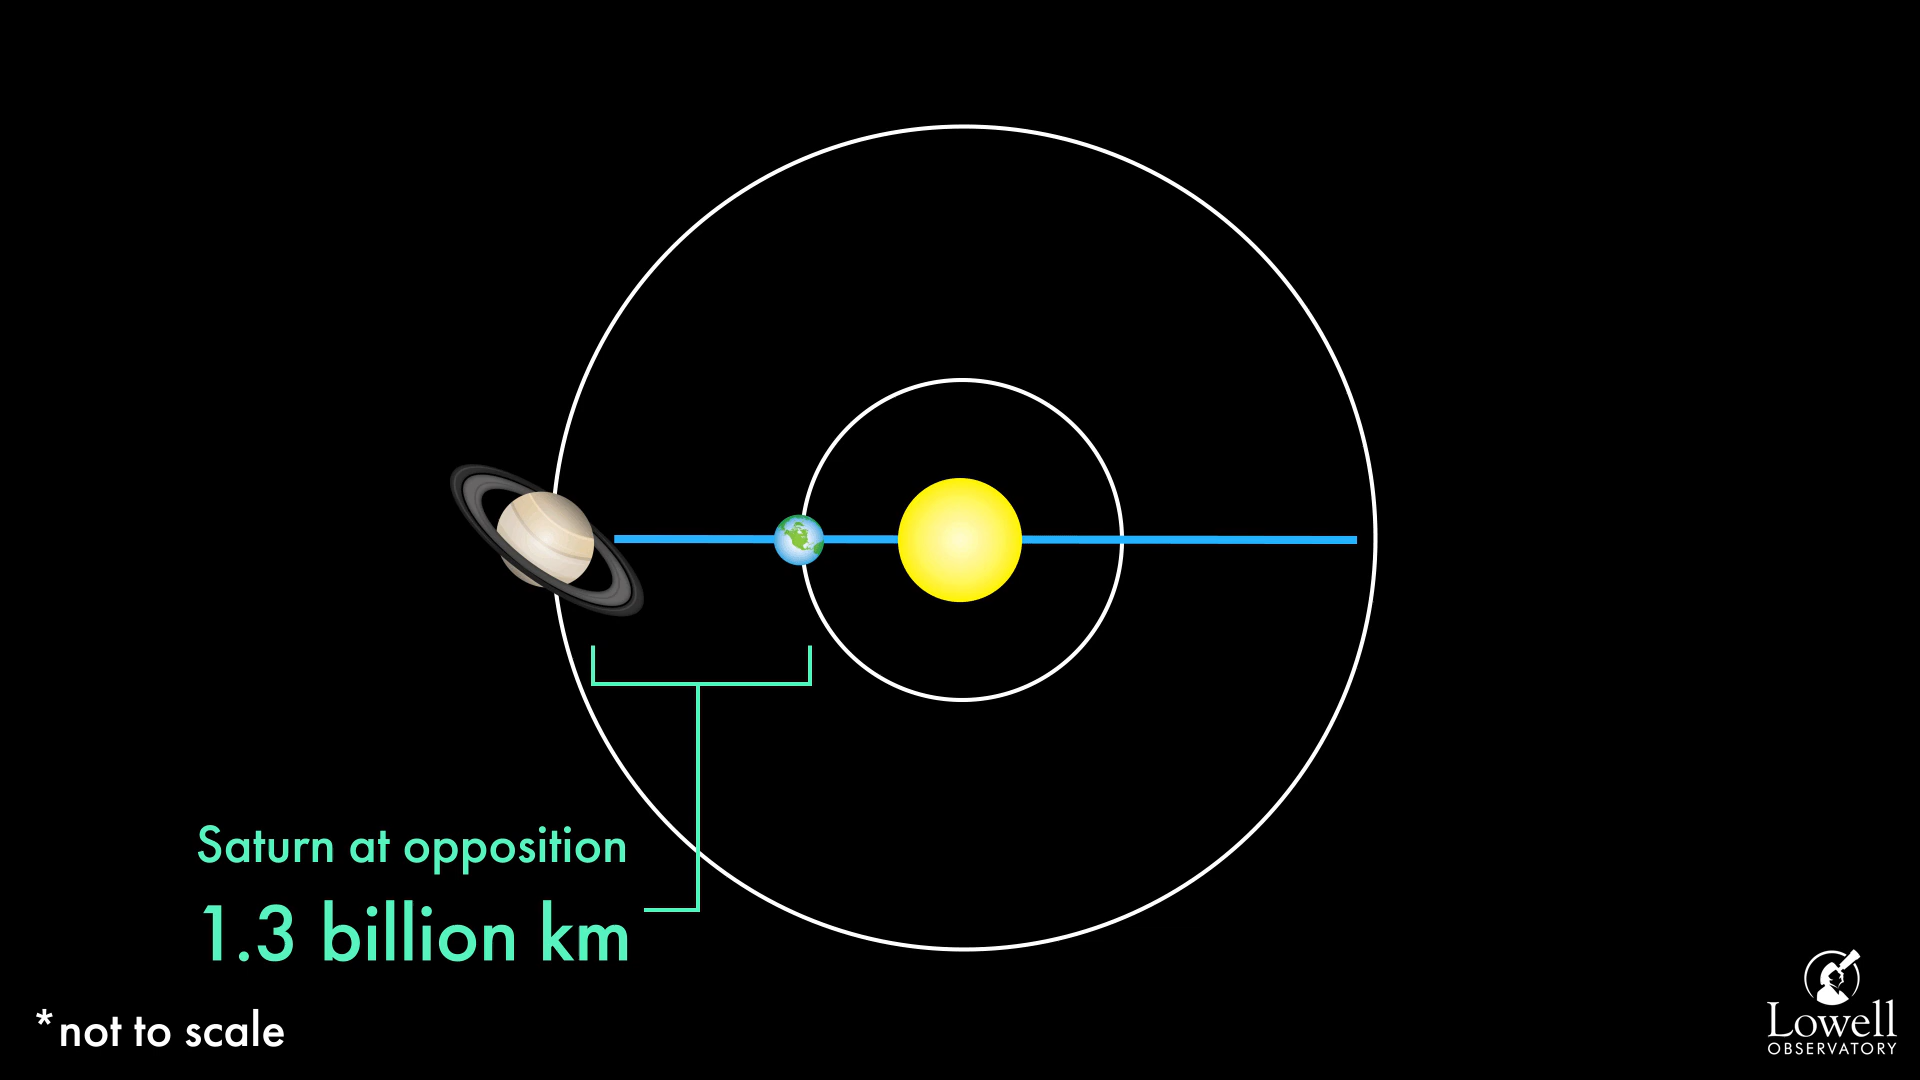 Saturn at opposition
1.3 billion km
*not to scale
Lowell
OBSERVATORY